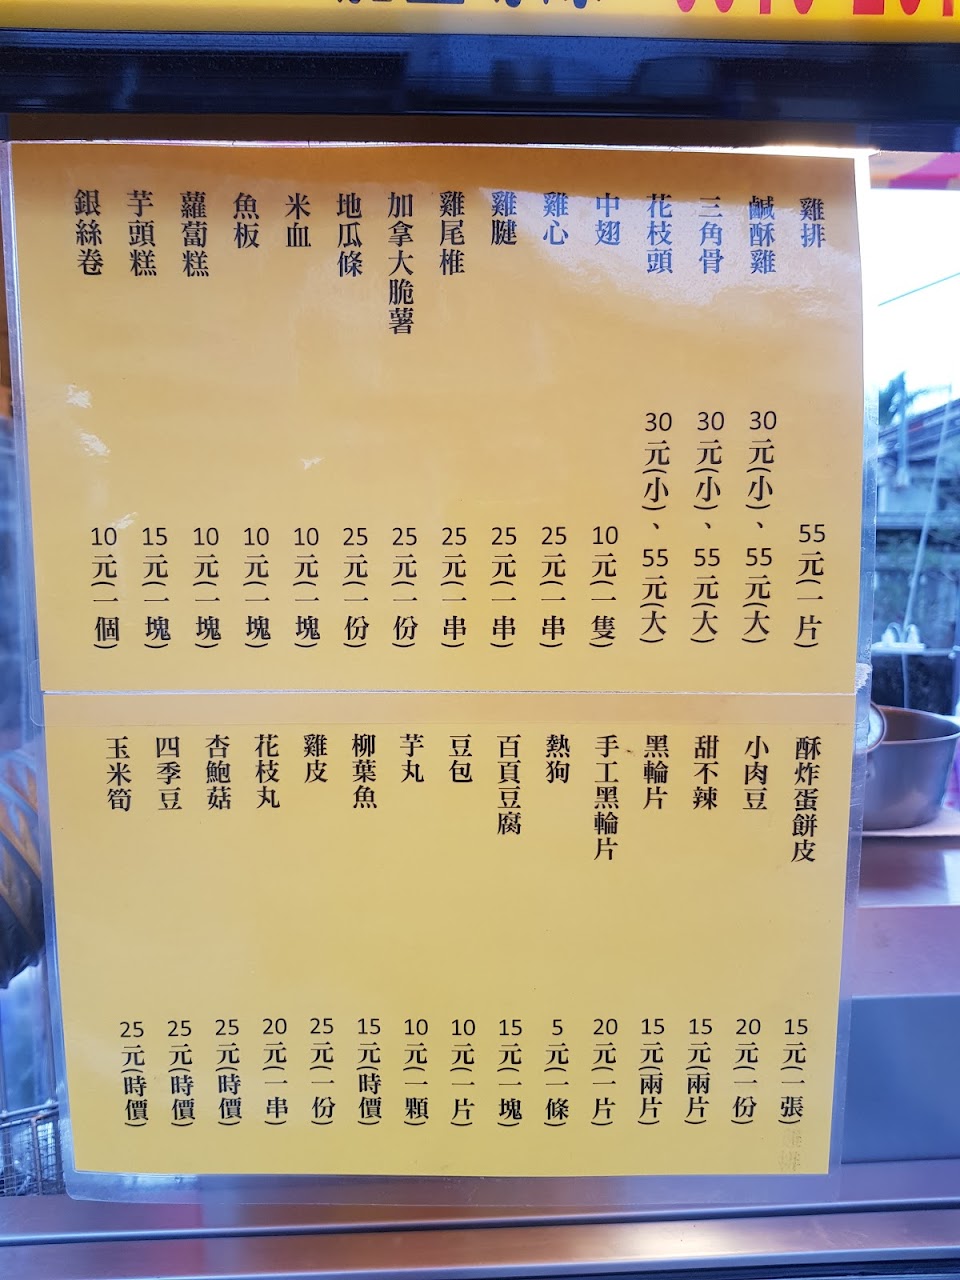 雞排 55元(一片)
鹹酥雞 30元(小)、55元(大)
三角骨 30元(小)、55元(大)
花枝頭 30元(小)、55元(大)
中翅 10元(一隻)
雞心 25元(一串)
雞腱 25元(一串)
雞尾椎 25元(一串)
加拿大脆薯 25元(一份)
地瓜條 25元(一份)
米血 10元(一塊)
魚板 10元(一塊)
蘿蔔糕 10元(一塊)
芋頭糕 15元(一塊)
銀絲卷 10元(一個)
酥炸蛋餅皮 15元(一張)
小肉豆 20元(一份)
甜不辣 15元(兩片)
黑輪片 15元(兩片)
手工黑輪片 20元(一片)
熱狗 5元(一條)
百頁豆腐 15元(一塊)
豆包 10元(一片)
芋丸 10元(一顆)
柳葉魚 15元(時價)
雞皮 25元(一份)
花枝丸 20元(一串)
杏鮑菇 25元(時價)
四季豆 25元(時價)
玉米筍 25元(時價)